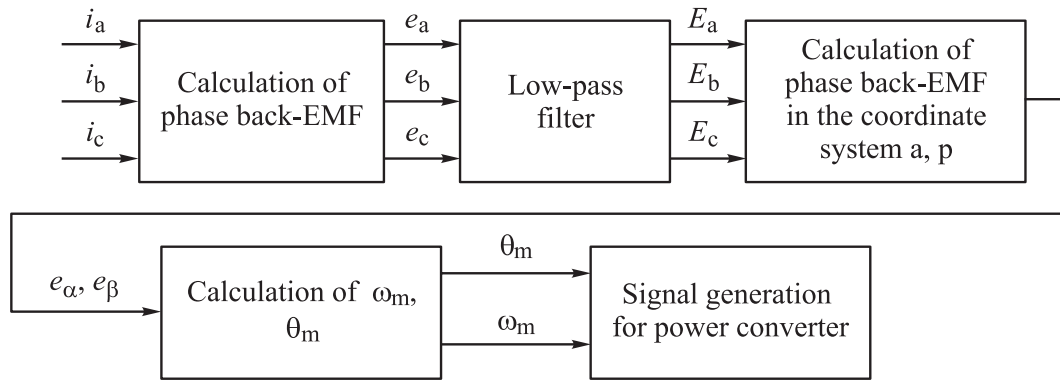 i_a
e_a
E_a
i_b
e_b
E_b
i_c
e_c
E_c
Calculation of
phase back-EMF
Low-pass
filter
Calculation of
phase back-EMF
in the coordinate
system a, p
e_α, e_β
Calculation of ω_m,
θ_m
θ_m
ω_m
Signal generation
for power converter